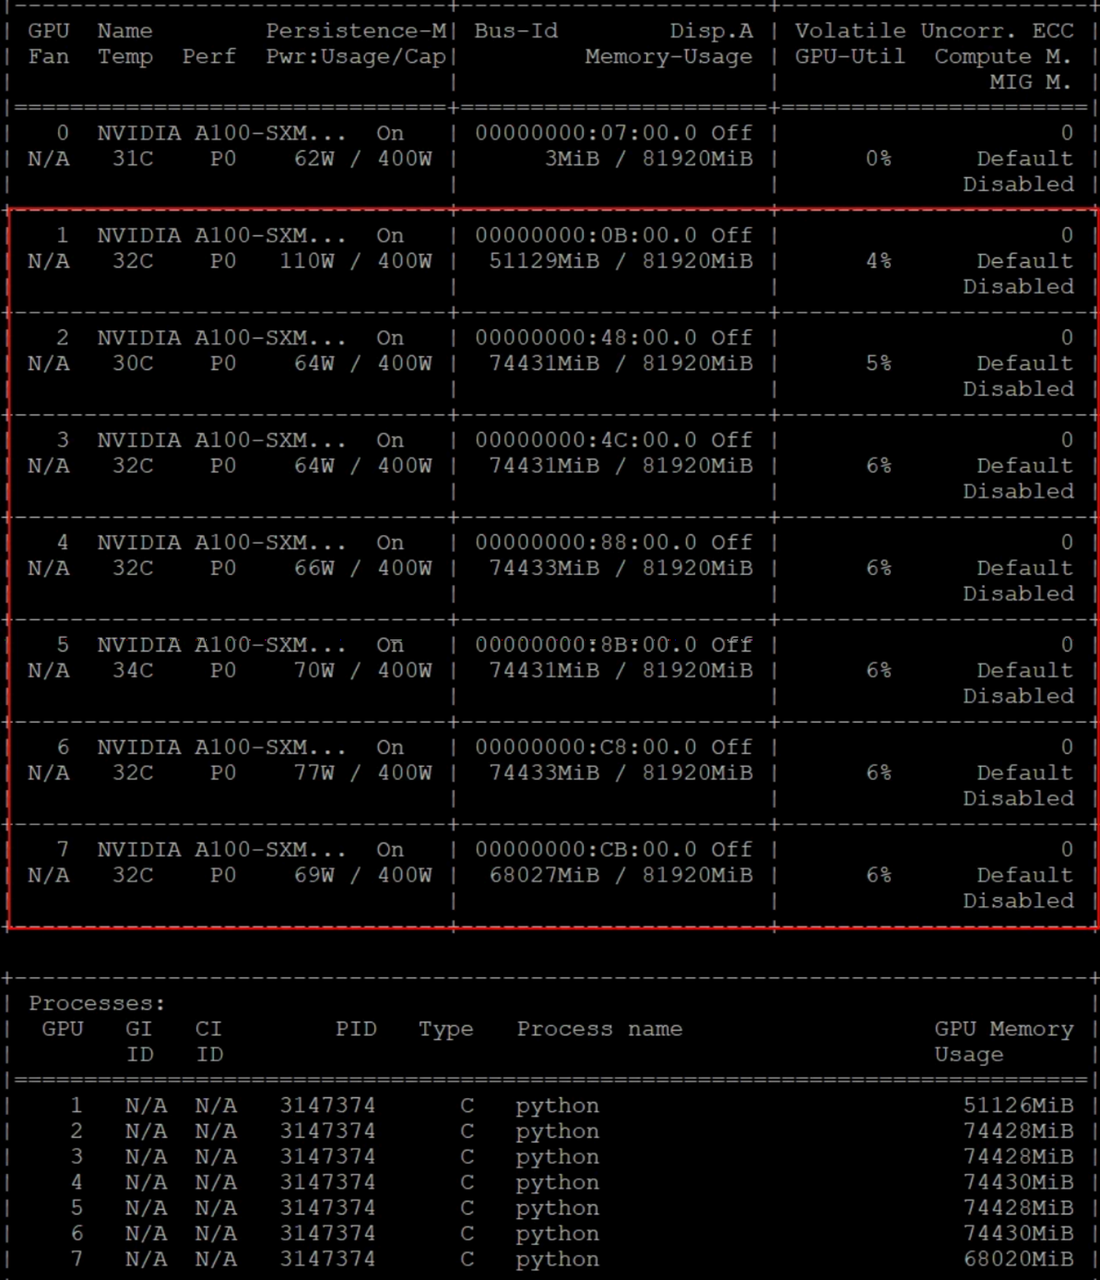 GPU  Name        Persistence-M| Bus-Id        Disp.A | Volatile Uncorr. ECC
Fan  Temp  Perf  Pwr:Usage/Cap|         Memory-Usage | GPU-Util  Compute M.
MIG M.
0  NVIDIA A100-SXM...  On   | 00000000:07:00.0 Off |                    0
N/A   31C    P0    62W / 400W |      3MiB / 81920MiB |      0%      Default
Disabled
1  NVIDIA A100-SXM...  On   | 00000000:0B:00.0 Off |                    0
N/A   32C    P0   110W / 400W |  51129MiB / 81920MiB |      4%      Default
Disabled
2  NVIDIA A100-SXM...  On   | 00000000:48:00.0 Off |                    0
N/A   30C    P0    64W / 400W |  74431MiB / 81920MiB |      5%      Default
Disabled
3  NVIDIA A100-SXM...  On   | 00000000:4C:00.0 Off |                    0
N/A   32C    P0    64W / 400W |  74431MiB / 81920MiB |      6%      Default
Disabled
4  NVIDIA A100-SXM...  On   | 00000000:88:00.0 Off |                    0
N/A   32C    P0    66W / 400W |  74433MiB / 81920MiB |      6%      Default
Disabled
5  NVIDIA A100-SXM...  On   | 00000000:8B:00.0 Off |                    0
N/A   34C    P0    70W / 400W |  74431MiB / 81920MiB |      6%      Default
Disabled
6  NVIDIA A100-SXM...  On   | 00000000:C8:00.0 Off |                    0
N/A   32C    P0    77W / 400W |  74433MiB / 81920MiB |      6%      Default
Disabled
7  NVIDIA A100-SXM...  On   | 00000000:CB:00.0 Off |                    0
N/A   32C    P0    69W / 400W |  68027MiB / 81920MiB |      6%      Default
Disabled
Processes:
GPU   GI   CI        PID   Type   Process name                  GPU Memory
ID   ID                                                   Usage
1   N/A  N/A   3147374      C   python                          51126MiB
2   N/A  N/A   3147374      C   python                          74428MiB
3   N/A  N/A   3147374      C   python                          74428MiB
4   N/A  N/A   3147374      C   python                          74430MiB
5   N/A  N/A   3147374      C   python                          74428MiB
6   N/A  N/A   3147374      C   python                          74430MiB
7   N/A  N/A   3147374      C   python                          68020MiB